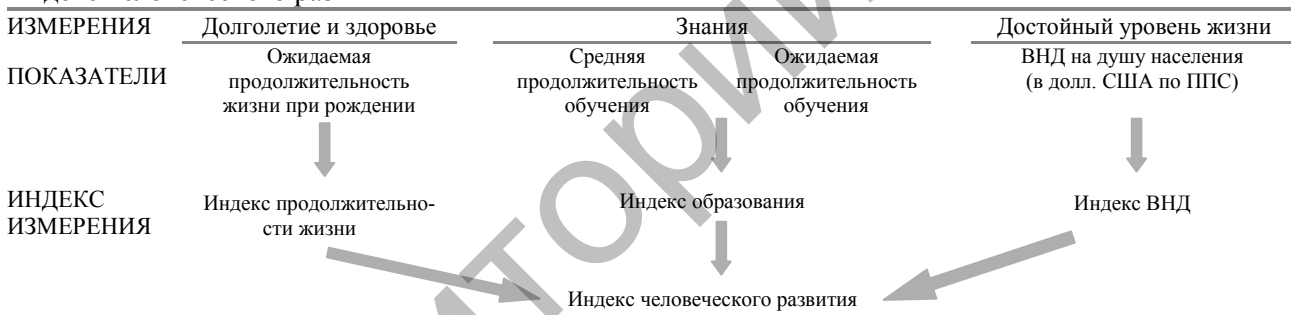 ИЗМЕРЕНИЯ Долголетие и здоровье Знания Достойный уровень жизни
ПОКАЗАТЕЛИ
Ожидаемая
продолжительность
жизни при рождении
Средняя
продолжительность
обучения
Ожидаемая
продолжительность
обучения
ВНД на душу населения
(в долл. США по ППС)
ИНДЕКС
ИЗМЕРЕНИЯ
Индекс продолжительно-
сти жизни
Индекс образования
Индекс ВНД
Индекс человеческого развития